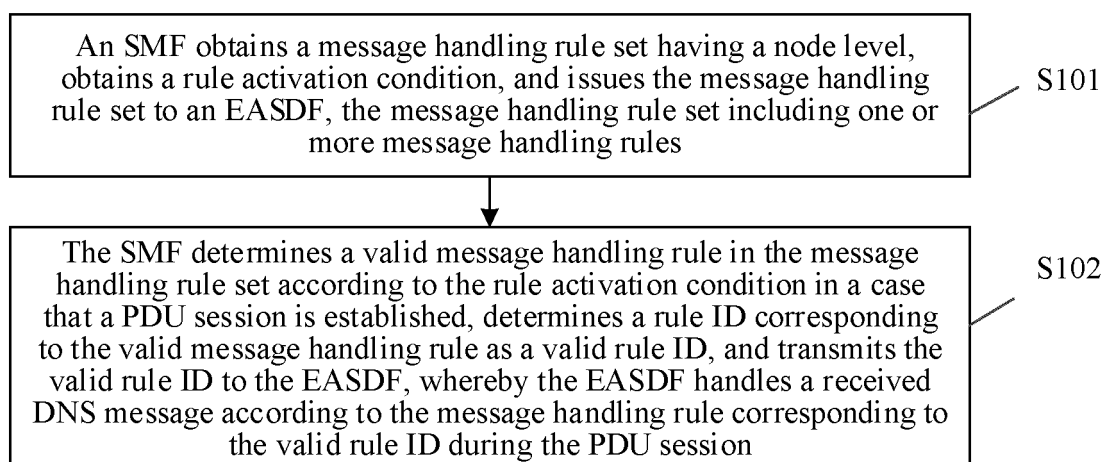 An SMF obtains a message handling rule set having a node level,
obtains a rule activation condition, and issues the message handling
rule set to an EASDF, the message handling rule set including one or
more message handling rules
S101
The SMF determines a valid message handling rule in the message
handling rule set according to the rule activation condition in a case
that a PDU session is established, determines a rule ID corresponding
to the valid message handling rule as a valid rule ID, and transmits the
valid rule ID to the EASDF, whereby the EASDF handles a received
DNS message according to the message handling rule corresponding to
the valid rule ID during the PDU session
S102